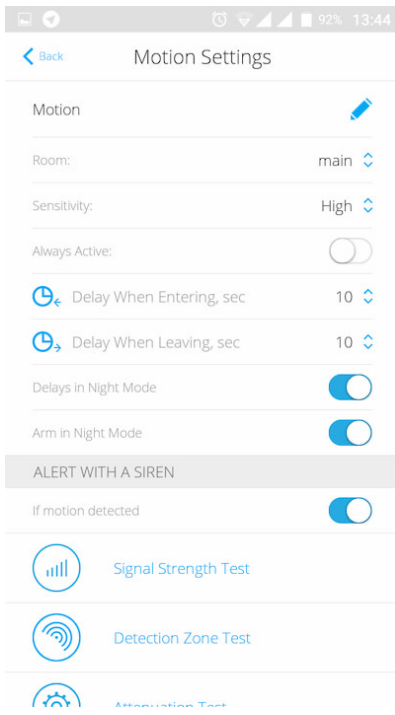 92% 13:44
Back Motion Settings
Motion
Room: main
Sensitivity: High
Always Active:
Delay When Entering, sec 10
Delay When Leaving, sec 10
Delays in Night Mode
Arm in Night Mode
ALERT WITH A SIREN
If motion detected
Signal Strength Test
Detection Zone Test
Attenuation Test